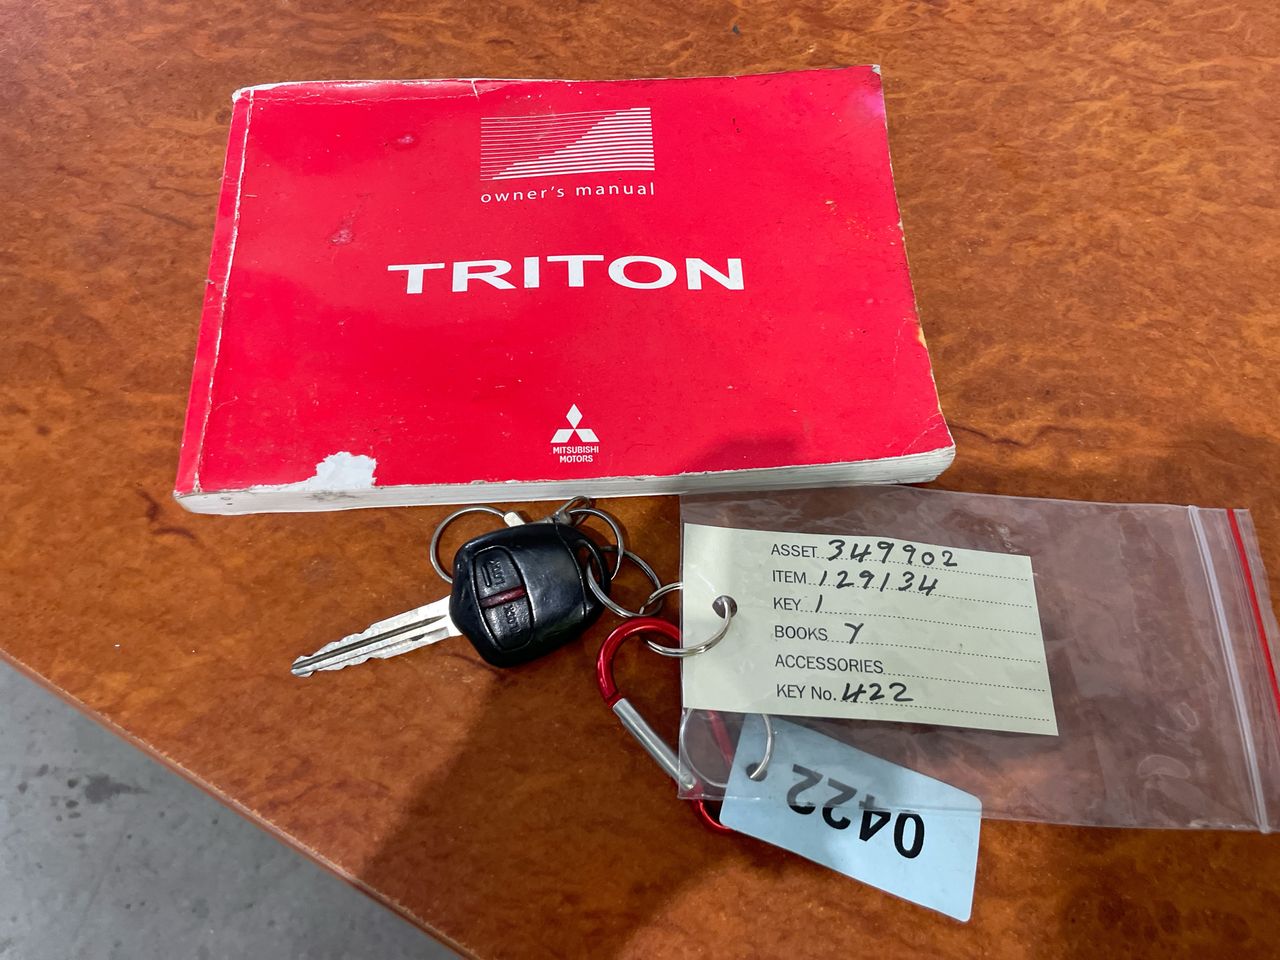 owner's manual
TRITON
MITSUBISHI
MOTORS
ASSET 349902
ITEM 129134
KEY 1
BOOKS Y
ACCESSORIES
KEY No. 422
0422